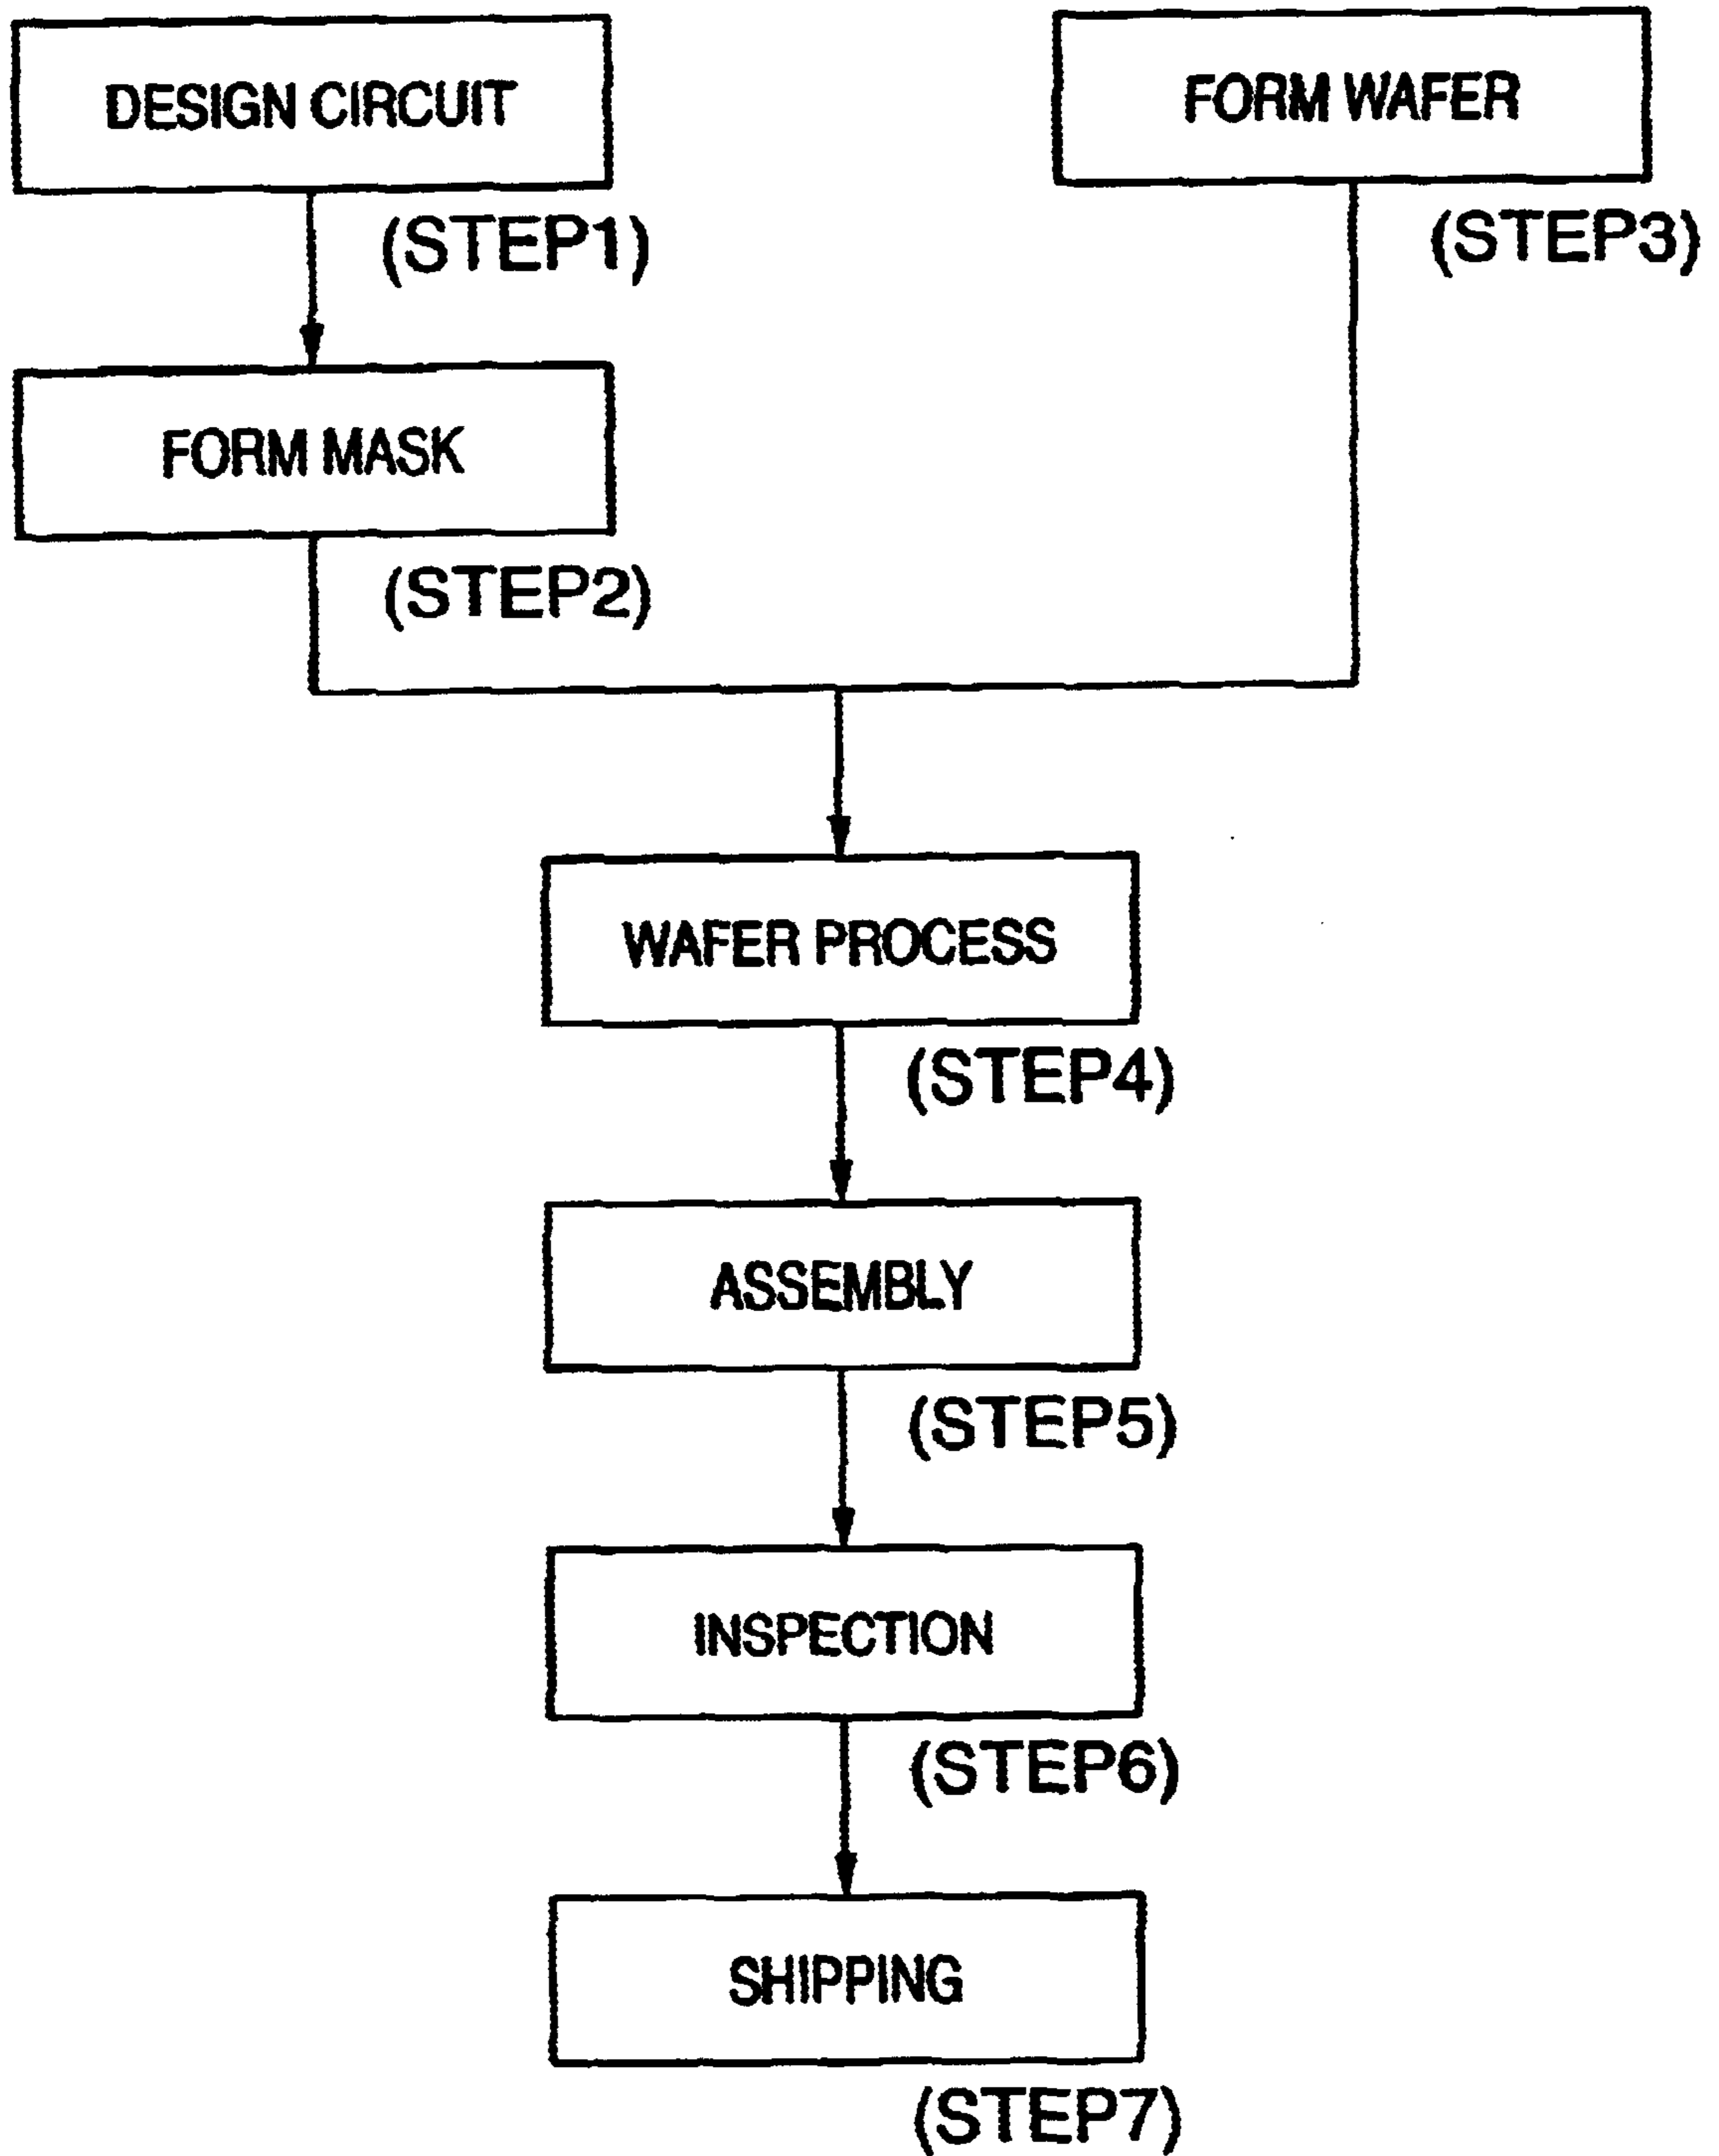 DESIGN CIRCUIT
(STEP1)
FORM MASK
(STEP2)
FORM WAFER
(STEP3)
WAFER PROCESS
(STEP4)
ASSEMBLY
(STEP5)
INSPECTION
(STEP6)
SHIPPING
(STEP7)